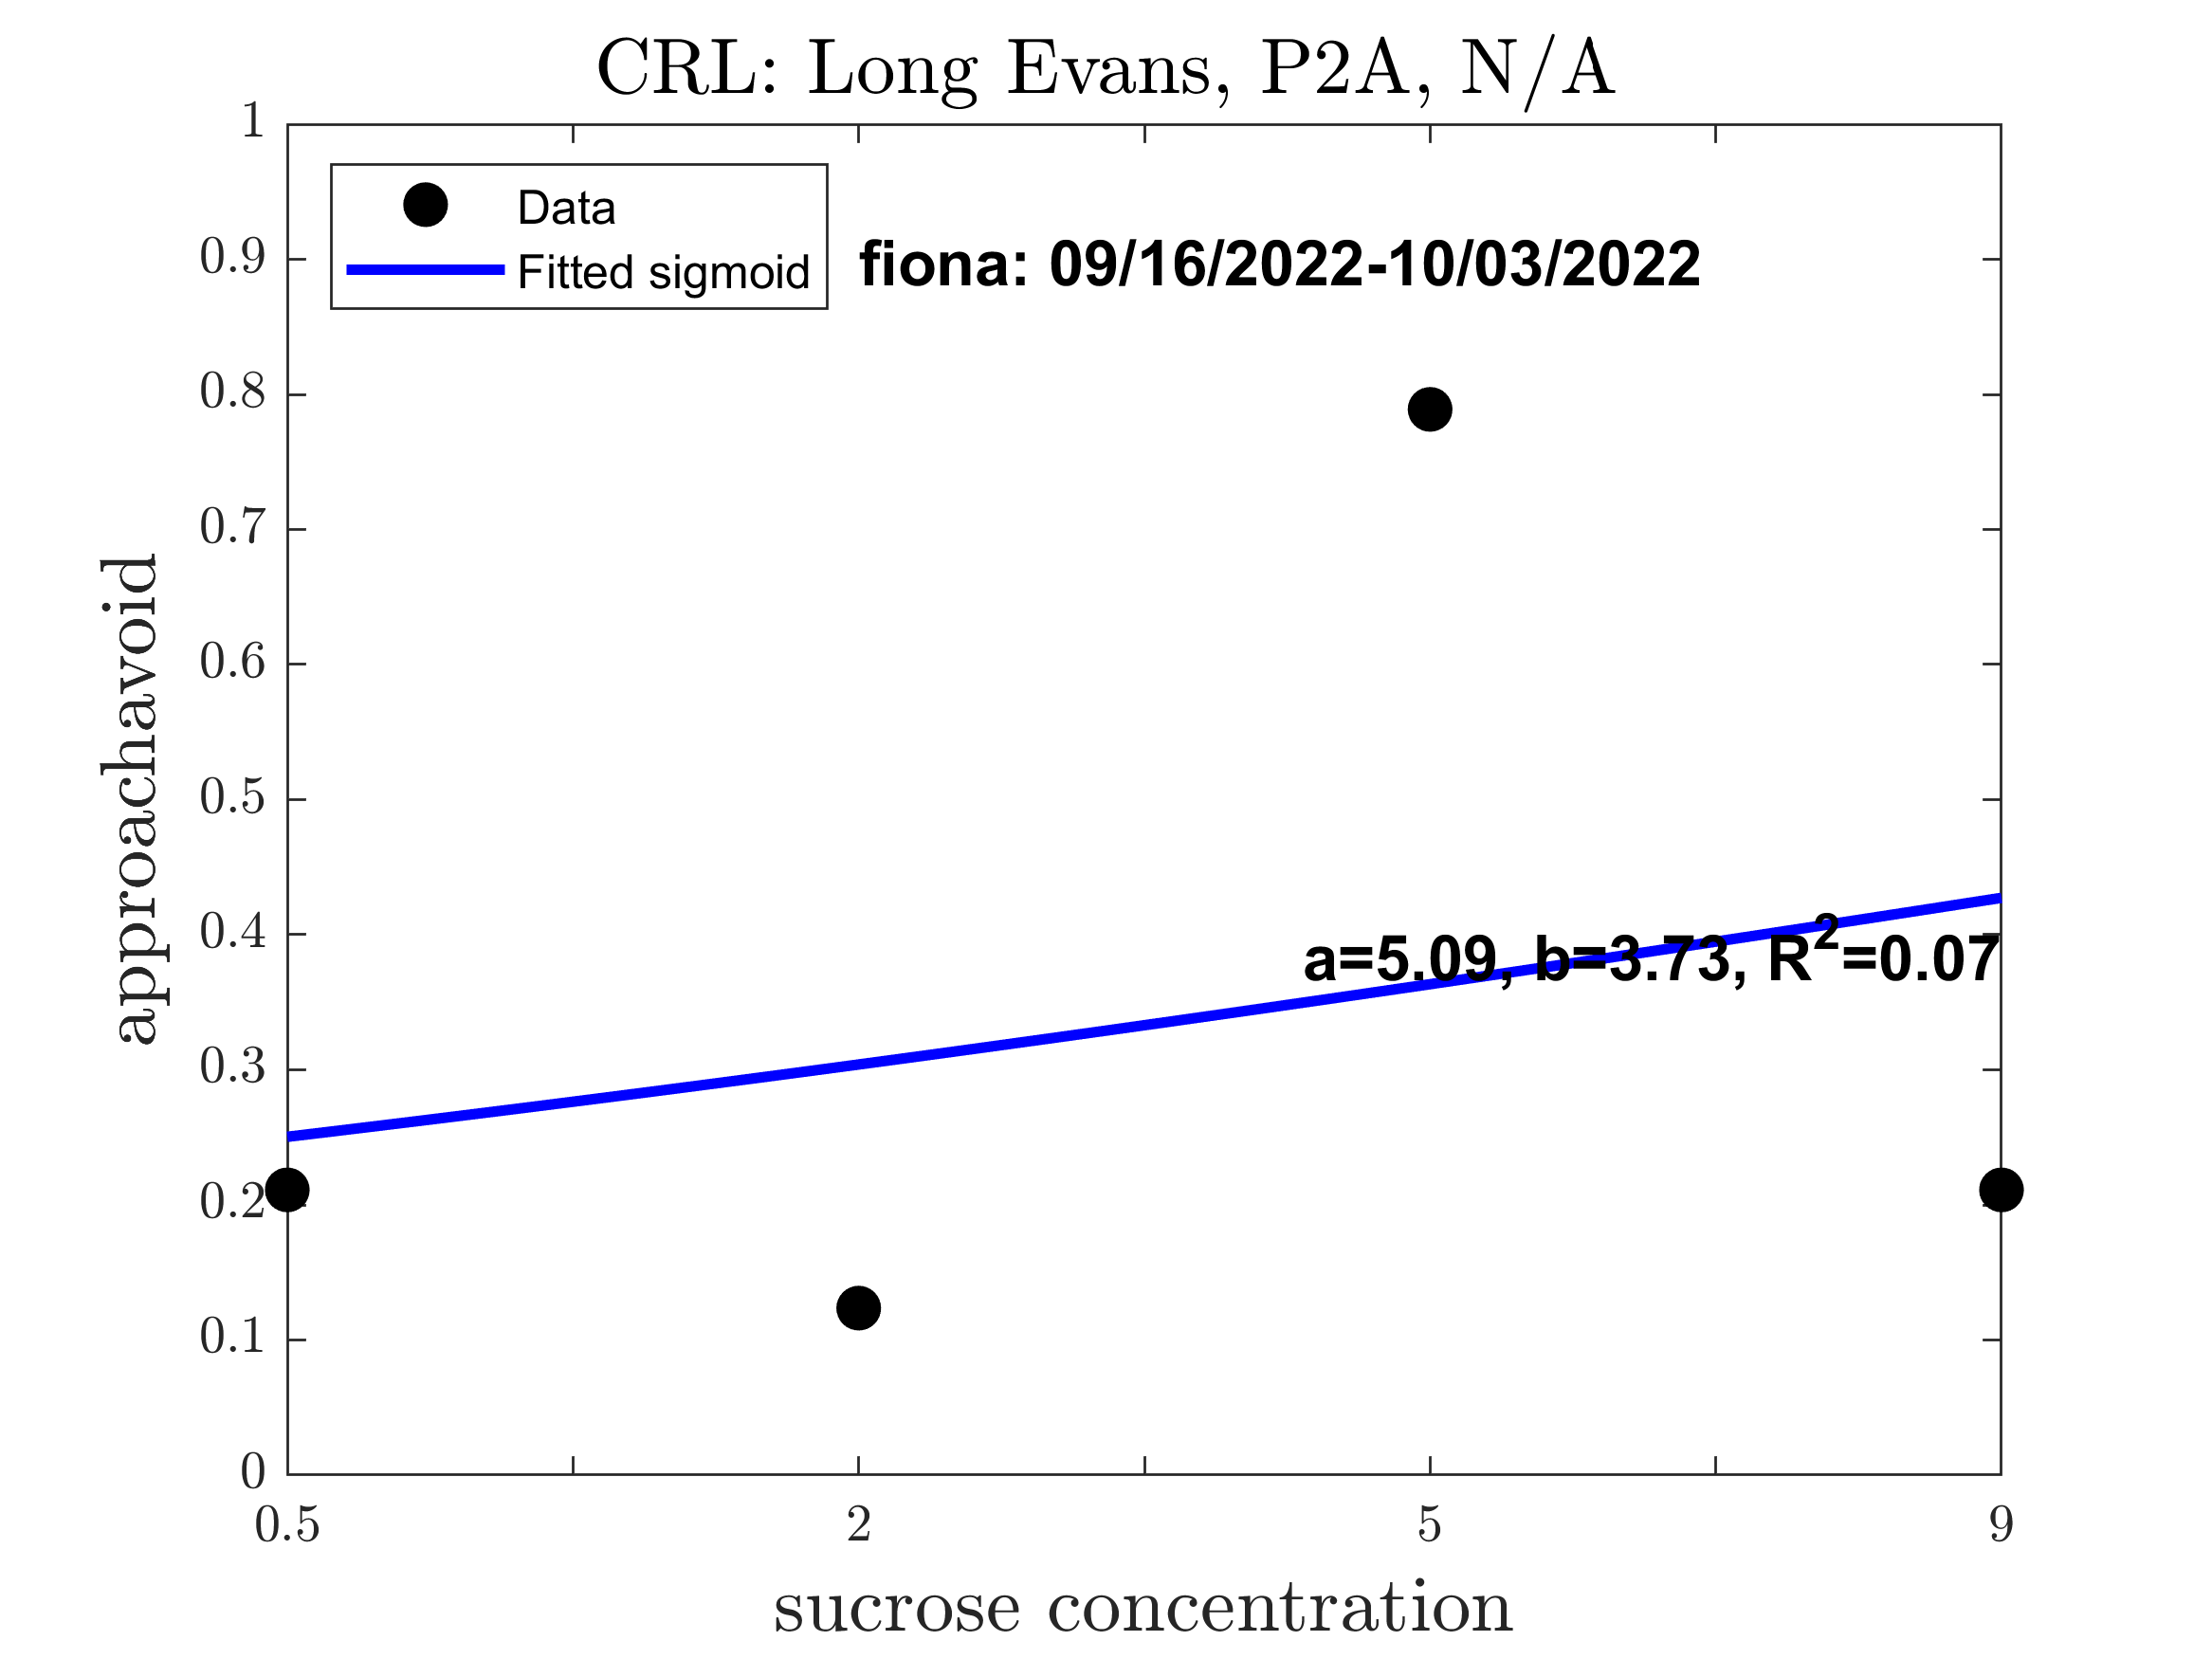 CRL: Long Evans, P2A, N/A
Data
Fitted sigmoid
fiona: 09/16/2022-10/03/2022
a=5.09, b=3.73, R²=0.07
approachavoid
1
0.9
0.8
0.7
0.6
0.5
0.4
0.3
0.2
0.1
0
0.5 2 5 9
sucrose concentration